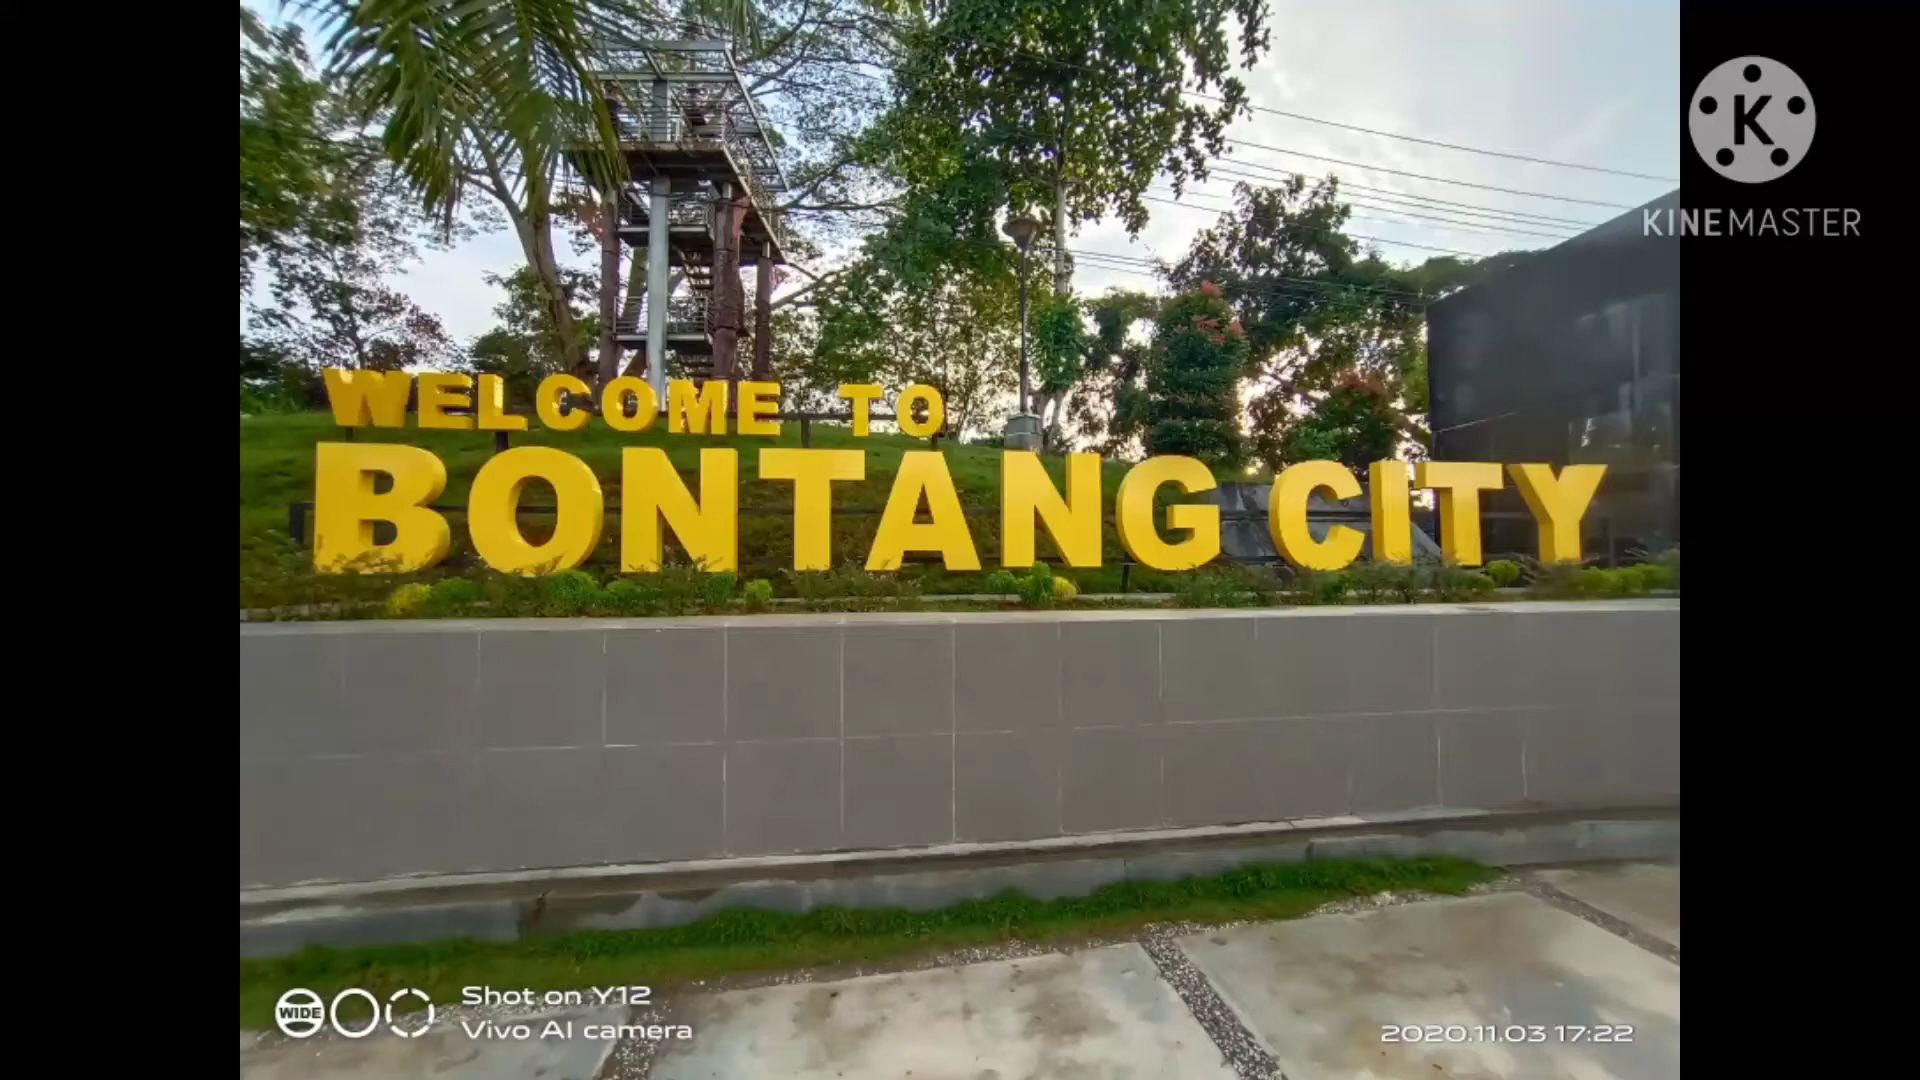 K
KINEMASTER
WELCOME TO
BONTANG CITY
WIDE
Shot on Y12
Vivo AI camera
2020.11.03 17:22